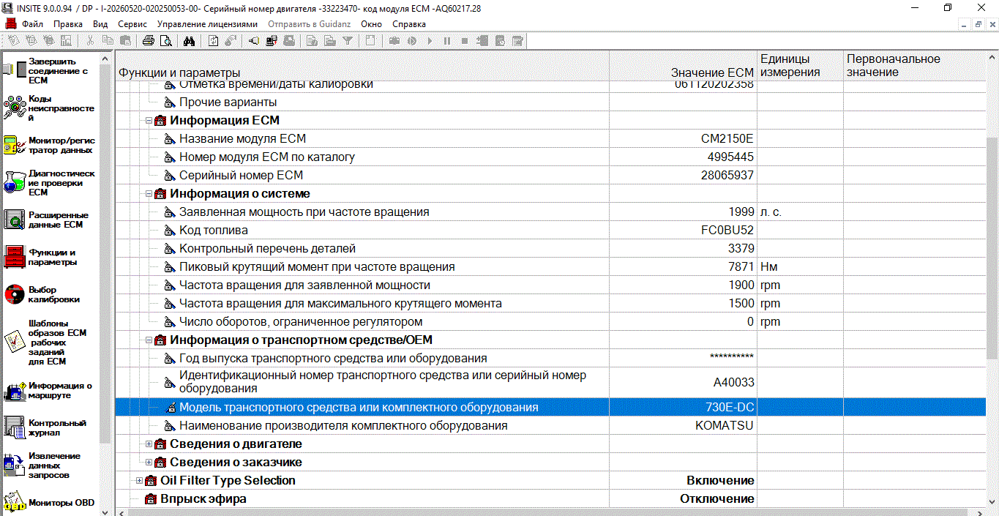 INSITE 9.0.0.94 / DP - I-20260520-020250053-00- Серийный номер двигателя -33223470- код модуля ECM -AQ60217.28
Файл Правка Вид Сервис Управление лицензиями Отправить в Guidanz Окно Справка
Завершить
соединение с
ECM
Коды
неисправносте
й
Монитор/регис
тратор данных
Диагностическ
ие проверки
ECM
Расширенные
данные ECM
Функции и
параметры
Выбор
калибровки
Шаблоны
образов ECM
рабочих
заданий
для ECM
Информация о
маршруте
Контрольный
журнал
Извлечение
данных
запросов
Мониторы OBD
Функции и параметры Значение ECM Единицы измерения Первоначальное значение
Отметка времени/даты калибровки 061120202358
Прочие варианты
Информация ECM
Название модуля ECM CM2150E
Номер модуля ECM по каталогу 4995445
Серийный номер ECM 28065937
Информация о системе
Заявленная мощность при частоте вращения 1999 л. с.
Код топлива FC0BU52
Контрольный перечень деталей 3379
Пиковый крутящий момент при частоте вращения 7871 Нм
Частота вращения для заявленной мощности 1900 rpm
Частота вращения для максимального крутящего момента 1500 rpm
Число оборотов, ограниченное регулятором 0 rpm
Информация о транспортном средстве/OEM
Год выпуска транспортного средства или оборудования **********
Идентификационный номер транспортного средства или серийный номер
оборудования A40033
Модель транспортного средства или комплектного оборудования 730E-DC
Наименование производителя комплектного оборудования KOMATSU
Сведения о двигателе
Сведения о заказчике
Oil Filter Type Selection Включение
Впрыск эфира Отключение